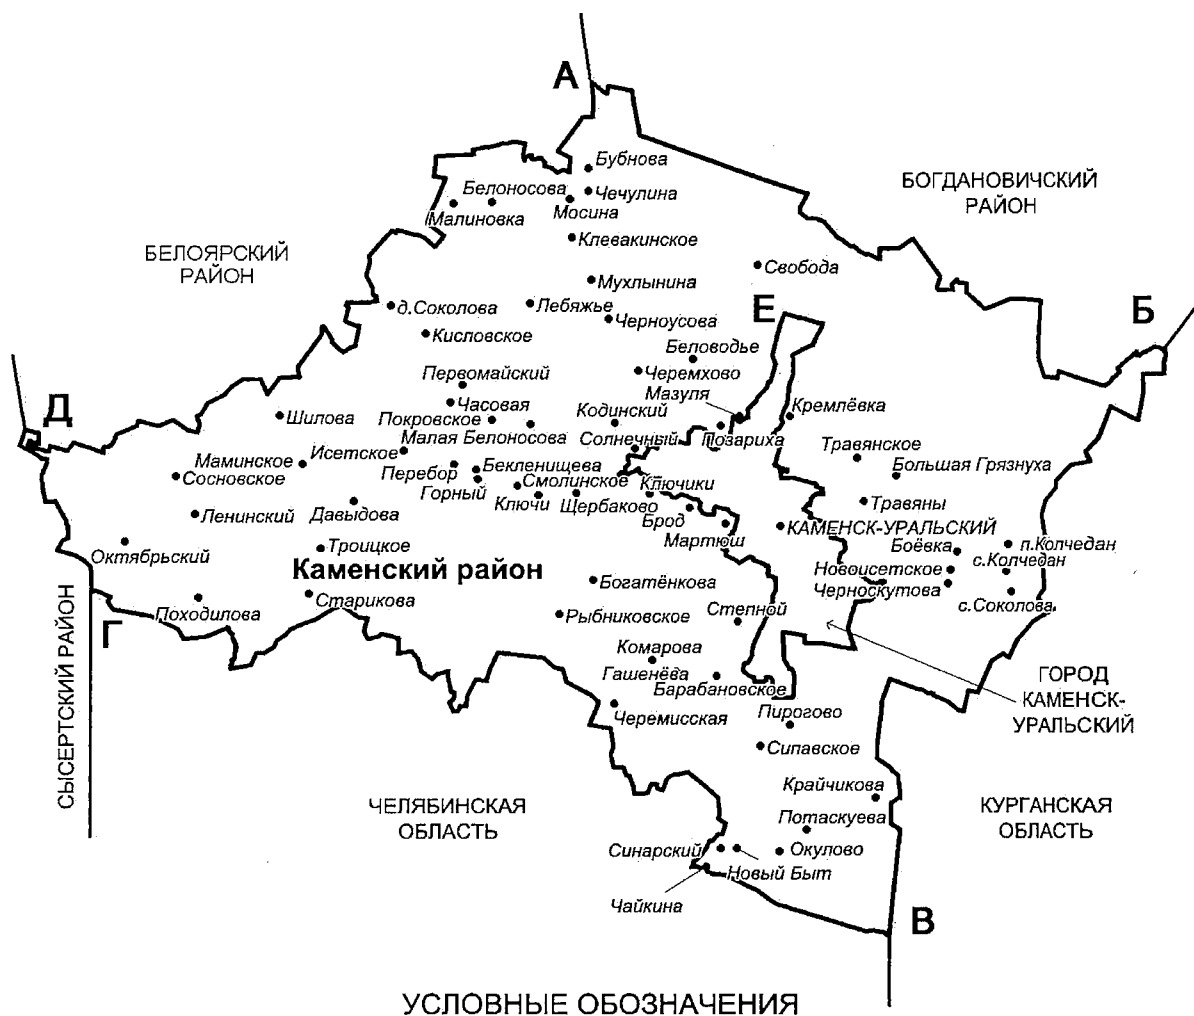 А
Бубнова
БОГДАНОВИЧСКИЙ
РАЙОН
Белоносова
Чечулина
Малиновка
Мосина
Клевакинское
БЕЛОЯРСКИЙ
РАЙОН
Свобода
Мухлынина
д.Соколова
Лебяжье
Е
Б
Черноусова
Кисловское
Беловодье
Первомайский
Черемхово
Мазуля
Д
Часовая
Шилова
Покровское
Кодинский
Кремлёвка
Малая Белоносова
Солнечный
Позариха
Травянское
Исетское
Маминское
Перебор
Бекленищева
Большая Грязнуха
Сосновское
Горный
Смолинское
Ключики
Ключи
Щербаково
Травяны
Ленинский
Давыдова
Брод
КАМЕНСК-УРАЛЬСКИЙ
Мартюш
Октябрьский
Троицкое
Боёвка
п.Колчедан
с.Колчедан
Каменский район
Новоисетское
Богатёнкова
Черноскутова
Старикова
Походилова
Рыбниковское
Степной
с.Соколова
Г
СЫСЕРТСКИЙ РАЙОН
Комарова
Гашенёва
Барабановское
ГОРОД
КАМЕНСК-
УРАЛЬСКИЙ
Черемисская
Пирогово
Сипавское
Крайчикова
ЧЕЛЯБИНСКАЯ
ОБЛАСТЬ
КУРГАНСКАЯ
ОБЛАСТЬ
Потаскуева
Синарский
Окулово
Новый Быт
Чайкина
В
УСЛОВНЫЕ ОБОЗНАЧЕНИЯ